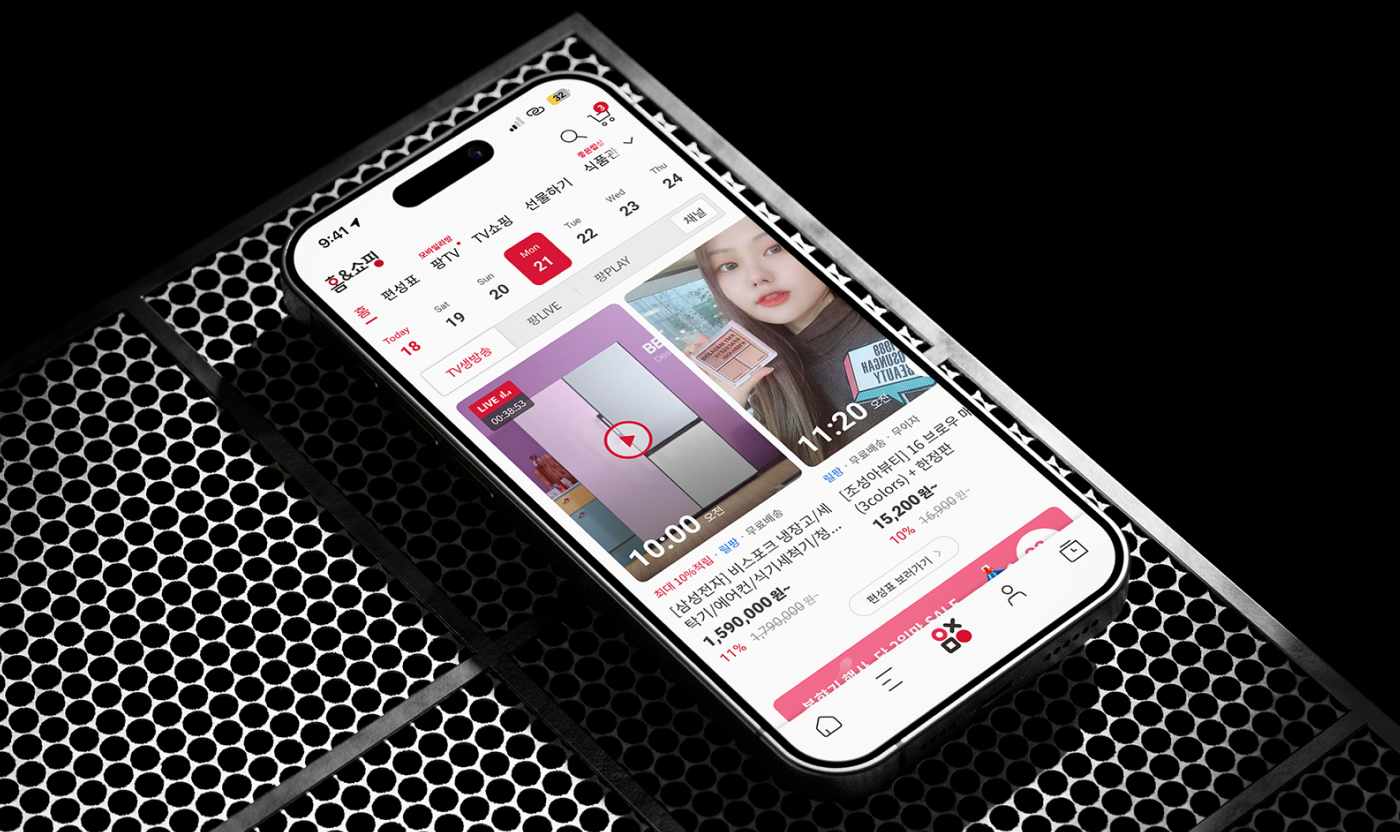 9:41
32
3
홈&쇼핑
홈
편성표
모바일라방
팡TV
TV쇼핑
선물하기
좋은밥상
식품관
Today
18
Sat
19
Sun
20
Mon
21
Tue
22
Wed
23
Thu
24
TV생방송
팡LIVE
팡PLAY
채널
LIVE
00:38:53
BE
10:00 오전
최대 10%적립 · 릴팡 · 무료배송
[삼성전자] 비스포크 냉장고/세
탁기/에어컨/식기세척기/청...
1,590,000원~
11% 1,790,000원~
1888
OSUNGAH
BEAUTY
11:20 오전
릴팡 · 무료배송 · 무이자
[조성아뷰티] 16 브로우 매
(3colors) + 한정판
15,200원~
10% 16,900원~
편성표 보러가기